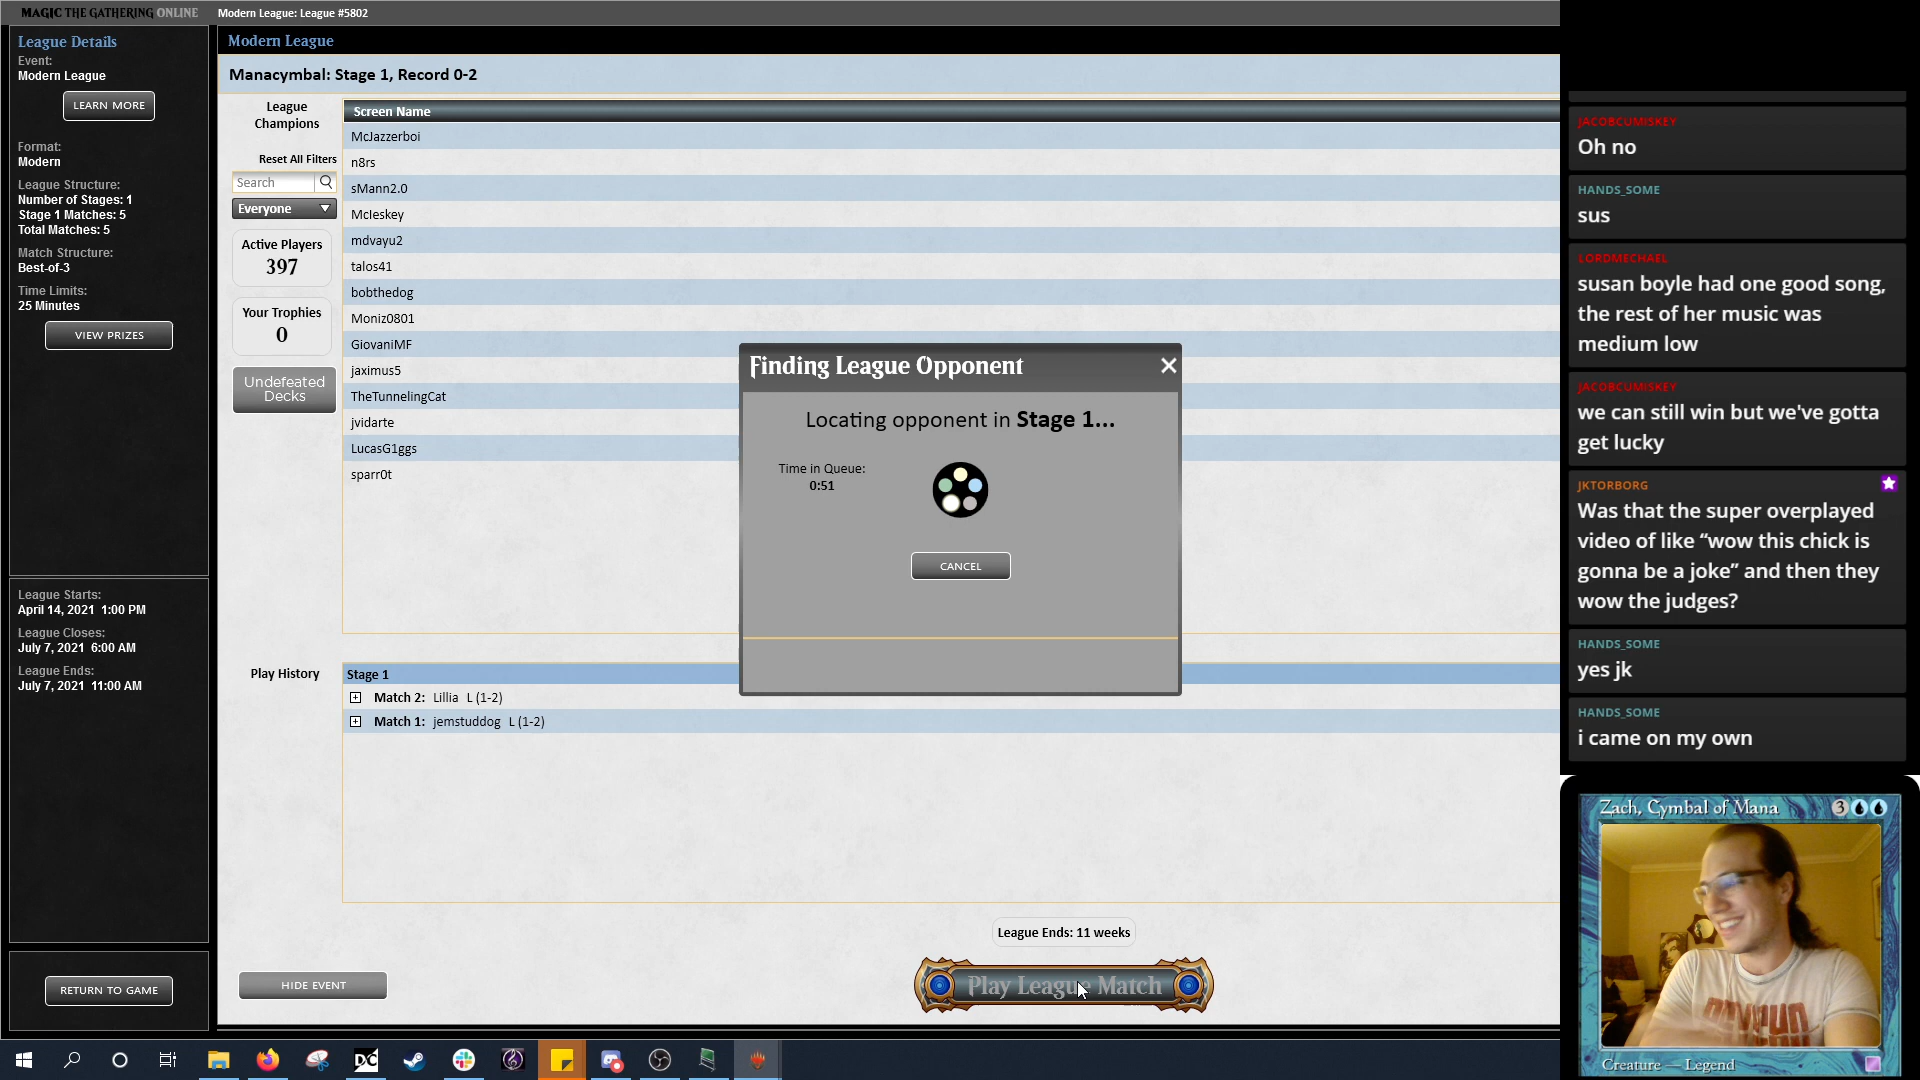 MAGIC THE GATHERING ONLINE
Modern League: League #5802
League Details
Event:
Modern League
LEARN MORE
Format:
Modern
League Structure:
Number of Stages: 1
Stage 1 Matches: 5
Total Matches: 5
Match Structure:
Best-of-3
Time Limits:
25 Minutes
VIEW PRIZES
League Starts:
April 14, 2021 1:00 PM
League Closes:
July 7, 2021 6:00 AM
League Ends:
July 7, 2021 11:00 AM
RETURN TO GAME
Modern League
Manacymbal: Stage 1, Record 0-2
League
Champions
Reset All Filters
Search
Everyone
Active Players
397
Your Trophies
0
Undefeated
Decks
Screen Name
McJazzerboi
n8rs
sMann2.0
McIeskey
mdvayu2
talos41
bobthedog
Moniz0801
GiovaniMF
jaximus5
TheTunnelingCat
jvidarte
LucasG1ggs
sparr0t
Finding League Opponent
Locating opponent in Stage 1...
Time in Queue:
0:51
CANCEL
Play History
Stage 1
Match 2: Lillia L (1-2)
Match 1: jemstuddog L (1-2)
League Ends: 11 weeks
HIDE EVENT
Play League Match
JACOBCUMISKEY
Oh no
HANDS_SOME
sus
LORDMECHAEL
susan boyle had one good song,
the rest of her music was
medium low
JACOBCUMISKEY
we can still win but we've gotta
get lucky
JKTORBORG
Was that the super overplayed
video of like “wow this chick is
gonna be a joke” and then they
wow the judges?
HANDS_SOME
yes jk
HANDS_SOME
i came on my own
Zach, Cymbal of Mana 3
Creature — Legend
DC